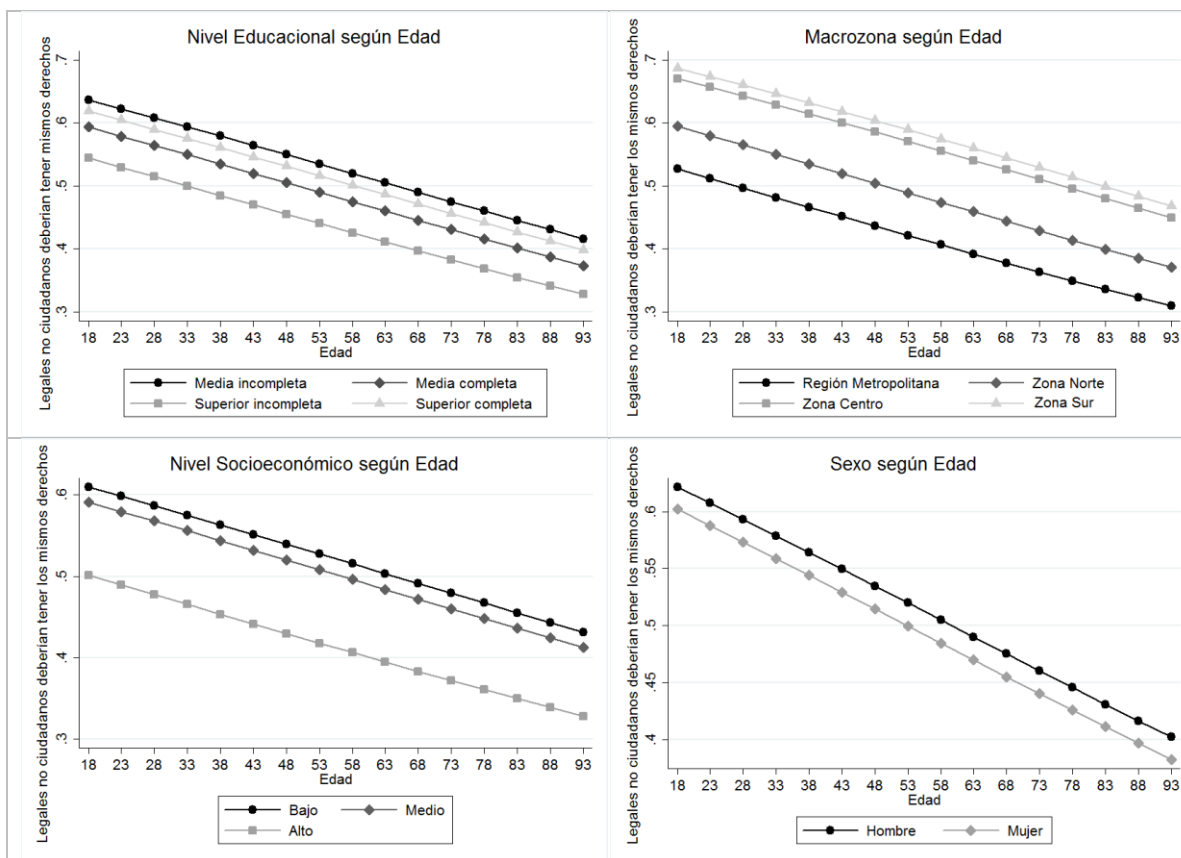 Nivel Educacional según Edad
Legales no ciudadanos deberían tener mismos derechos
.7
.6
.5
.4
.3
18 23 28 33 38 43 48 53 58 63 68 73 78 83 88 93
Edad
Media incompleta Media completa
Superior incompleta Superior completa
Macrozona según Edad
Legales no ciudadanos deberían tener los mismos derechos
.7
.6
.5
.4
.3
18 23 28 33 38 43 48 53 58 63 68 73 78 83 88 93
Edad
Región Metropolitana Zona Norte
Zona Centro Zona Sur
Nivel Socioeconómico según Edad
Legales no ciudadanos deberían tener los mismos derechos
.6
.5
.4
.3
18 23 28 33 38 43 48 53 58 63 68 73 78 83 88 93
Edad
Bajo Medio
Alto
Sexo según Edad
Legales no ciudadanos deberían tener los mismos derechos
.6
.55
.5
.45
.4
18 23 28 33 38 43 48 53 58 63 68 73 78 83 88 93
Edad
Hombre Mujer